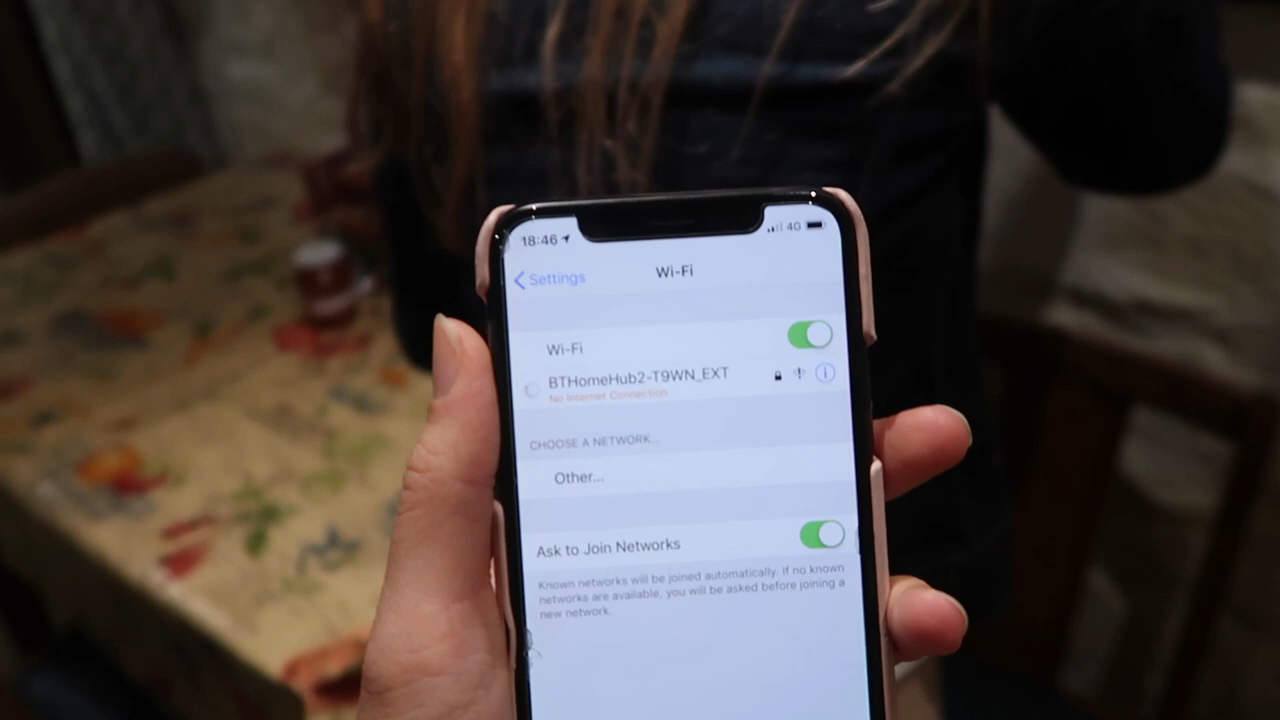 18:46 4G
Settings Wi-Fi
Wi-Fi
BTHomeHub2-T9WN_EXT
No Internet Connection
CHOOSE A NETWORK...
Other...
Ask to Join Networks
Known networks will be joined automatically. If no known
networks are available, you will be asked before joining a
new network.